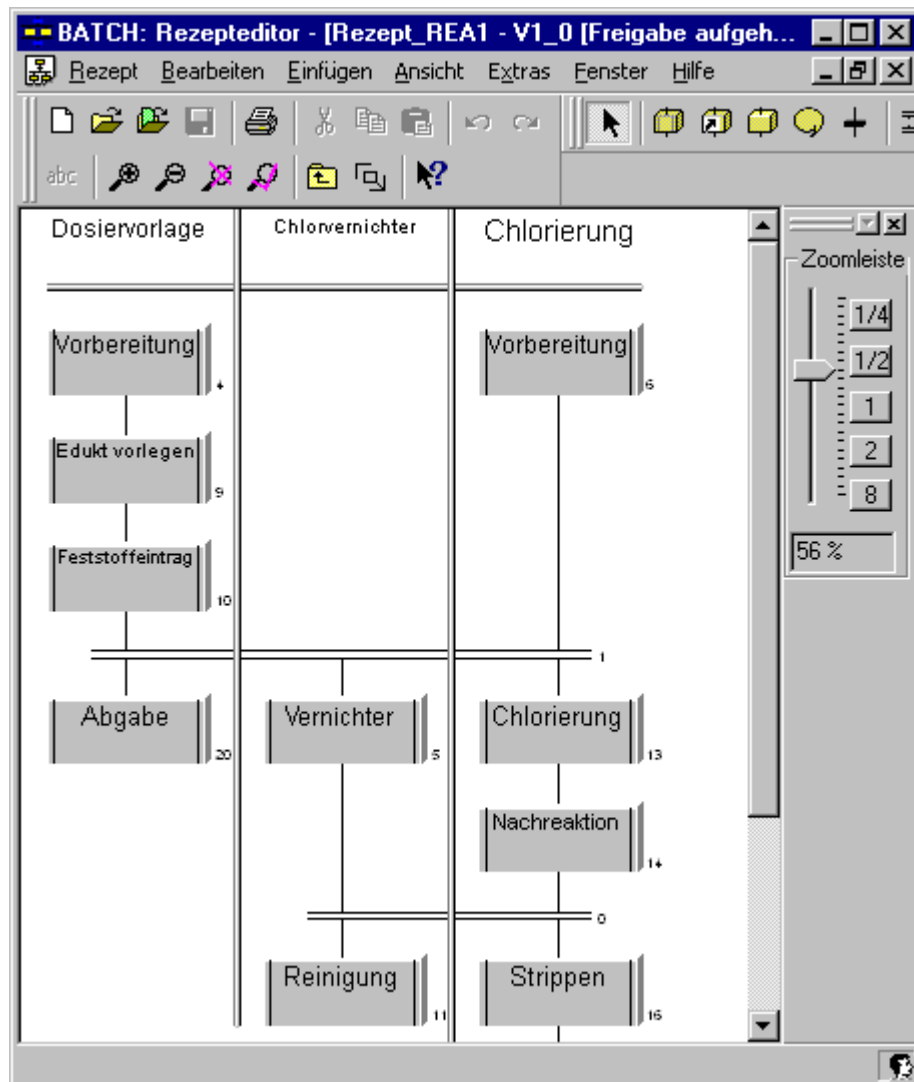 BATCH: Rezepteditor - [Rezept_REA1 - V1_0 [Freigabe aufgeh...
Rezept Bearbeiten Einfügen Ansicht Extras Fenster Hilfe
abc
Dosiervorlage Chlorvernichter Chlorierung
Zoomleiste
1/4
1/2
1
2
8
56 %
Vorbereitung Vorbereitung
4 6
Edukt vorlegen
9
Feststoffeintrag
10
1
Abgabe Vernichter Chlorierung
20 5 13
Nachreaktion
14
0
Reinigung Strippen
11 16